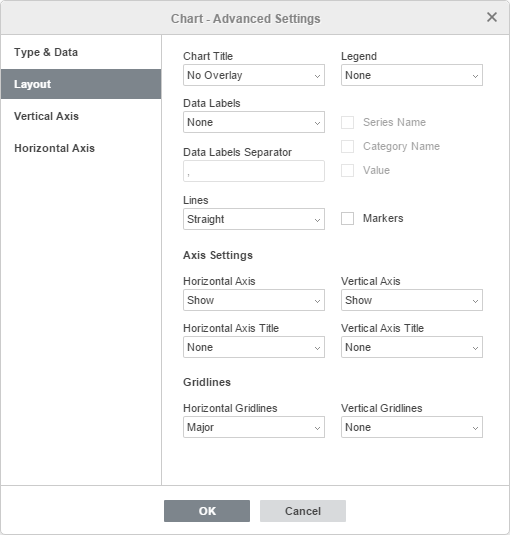 Chart - Advanced Settings
Type & Data
Layout
Vertical Axis
Horizontal Axis
Chart Title
Legend
No Overlay
None
Data Labels
None
Series Name
Category Name
Data Labels Separator
Value
,
Lines
Straight
Markers
Axis Settings
Horizontal Axis
Vertical Axis
Show
Show
Horizontal Axis Title
Vertical Axis Title
None
None
Gridlines
Horizontal Gridlines
Vertical Gridlines
Major
None
OK
Cancel